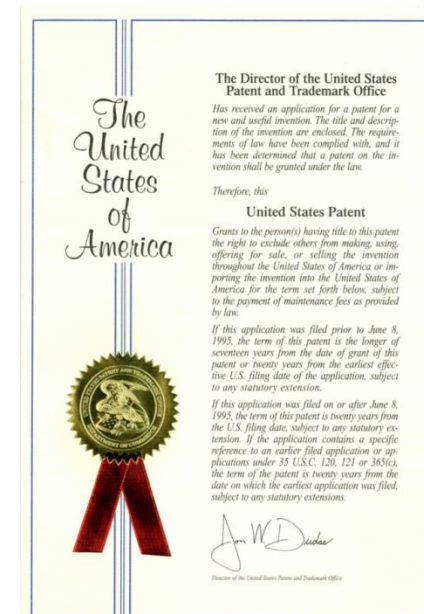 The
United
States
of
America
The Director of the United States
Patent and Trademark Office
Has received an application for a patent for a
new and useful invention. The title and descrip-
tion of the invention are enclosed. The require-
ments of law have been complied with, and it
has been determined that a patent on the in-
vention shall be granted under the law.
Therefore, this
United States Patent
Grants to the person(s) having title to this patent
the right to exclude others from making, using,
offering for sale, or selling the invention
throughout the United States of America or im-
porting the invention into the United States of
America for the term set forth below, subject
to the payment of maintenance fees as provided
by law.
If this application was filed prior to June 8,
1995, the term of this patent is the longer of
seventeen years from the date of grant of this
patent or twenty years from the earliest effec-
tive U.S. filing date of the application, subject
to any statutory extension.
If this application was filed on or after June 8,
1995, the term of this patent is twenty years from
the U.S. filing date, subject to any statutory ex-
tension. If the application contains a specific
reference to an earlier filed application or ap-
plications under 35 U.S.C. 120, 121 or 365(c),
the term of the patent is twenty years from the
date on which the earliest application was filed,
subject to any statutory extensions.
Jon W Dudas
Director of the United States Patent and Trademark Office